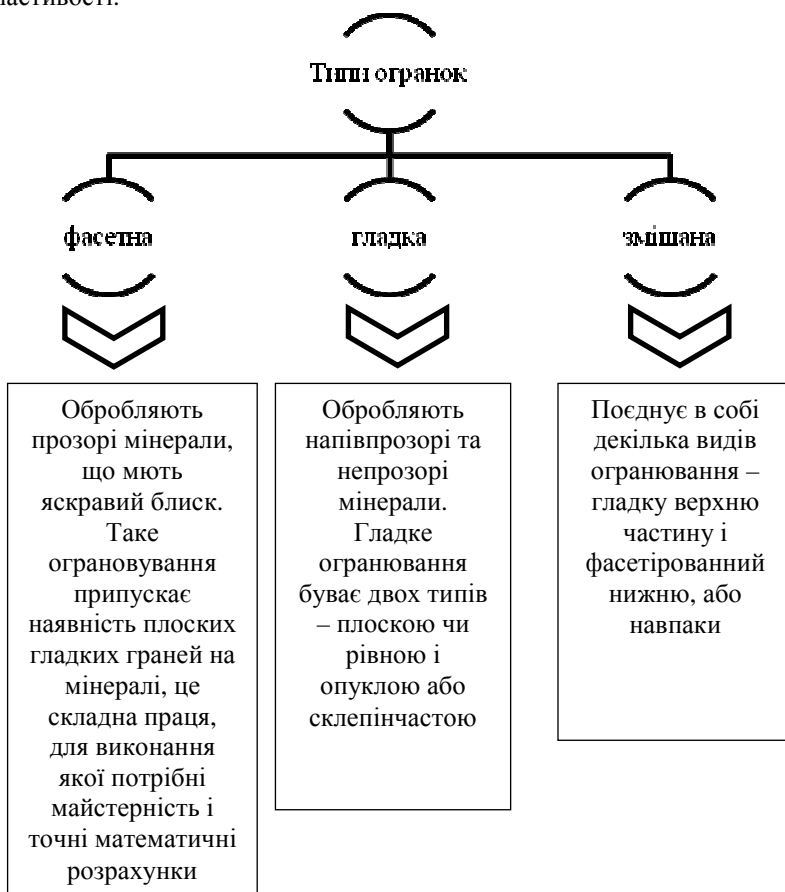 Типи огранок
фасетна
гладка
змішана
Обробляють
прозорі мінерали,
що мють
яскравий блиск.
Таке
ограновування
припускає
наявність плоских
гладких граней на
мінералі, це
складна праця,
для виконання
якої потрібні
майстерність і
точні математичні
розрахунки
Обробляють
напівпрозорі та
непрозорі
мінерали.
Гладке
огранювання
буває двох типів
– плоскою чи
рівною і
опуклою або
склепінчастою
Поєднує в собі
декілька видів
огранювання –
гладку верхню
частину і
фасетірованний
нижню, або
навпаки